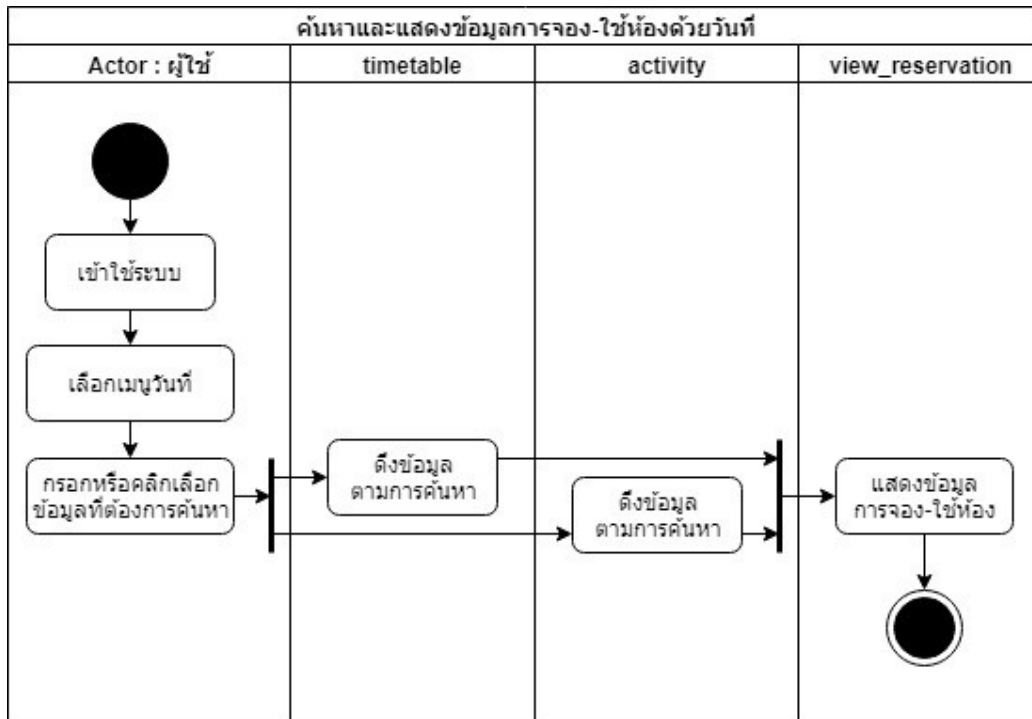 ค้นหาและแสดงข้อมูลการจอง-ใช้ห้องด้วยวันที่
Actor : ผู้ใช้
timetable
activity
view_reservation
เข้าใช้ระบบ
เลือกเมนูวันที่
กรอกหรือคลิกเลือก
ข้อมูลที่ต้องการค้นหา
ดึงข้อมูล
ตามการค้นหา
ดึงข้อมูล
ตามการค้นหา
แสดงข้อมูล
การจอง-ใช้ห้อง